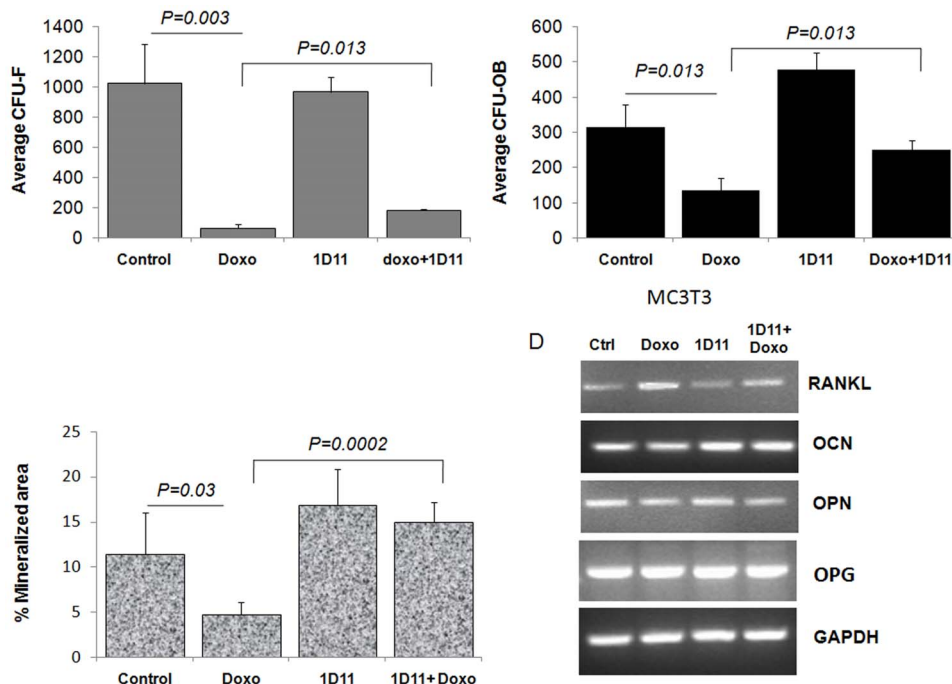 P=0.003
P=0.013
Average CFU-F
1400
1200
1000
800
600
400
200
0
Control Doxo 1D11 doxo+1D11
P=0.013
P=0.013
Average CFU-OB
600
500
400
300
200
100
0
Control Doxo 1D11 Doxo+1D11
P=0.0002
P=0.03
% Mineralized area
25
20
15
10
5
0
Control Doxo 1D11 1D11+Doxo
MC3T3
D
Ctrl Doxo 1D11 1D11+
Doxo
RANKL
OCN
OPN
OPG
GAPDH